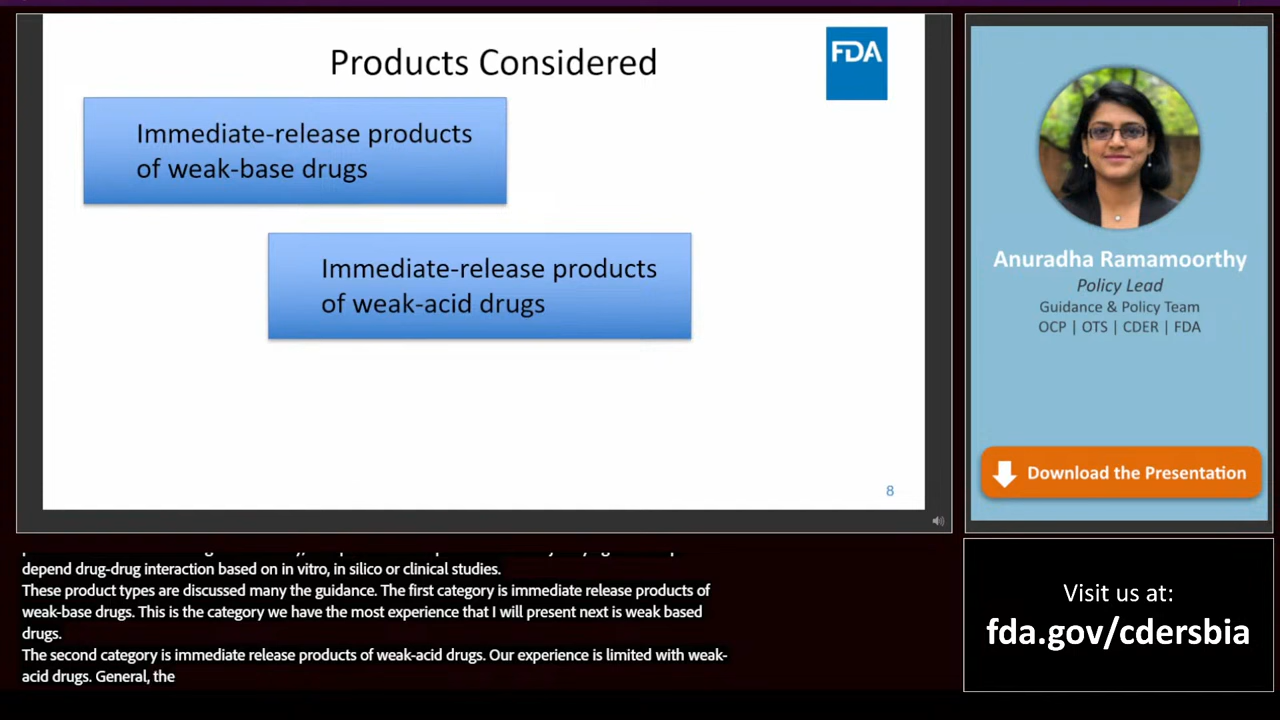 Products Considered
FDA
Immediate-release products
of weak-base drugs
Immediate-release products
of weak-acid drugs
8
Anuradha Ramamoorthy
Policy Lead
Guidance & Policy Team
OCP | OTS | CDER | FDA
Download the Presentation
depend drug-drug interaction based on in vitro, in silico or clinical studies.
These product types are discussed many the guidance. The first category is immediate release products of
weak-base drugs. This is the category we have the most experience that I will present next is weak based
drugs.
The second category is immediate release products of weak-acid drugs. Our experience is limited with weak-
acid drugs. General, the
Visit us at:
fda.gov/cdersbia